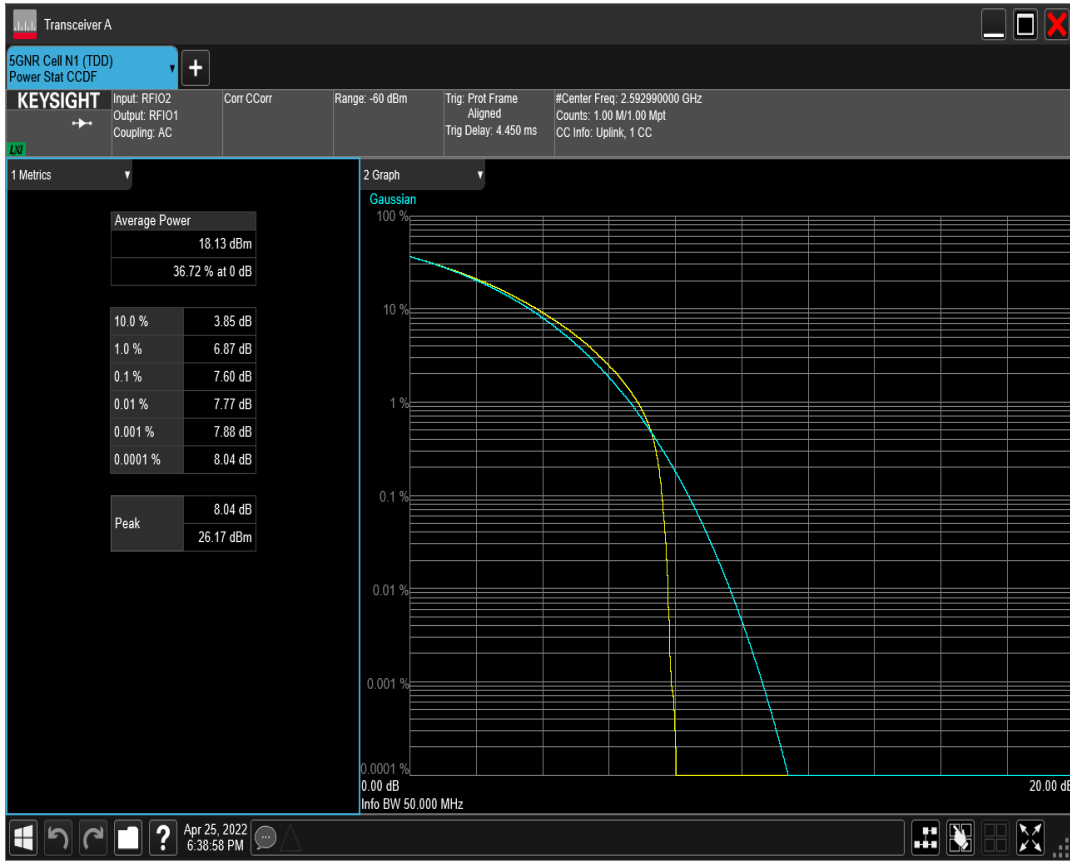 Transceiver A
5GNR Cell N1 (TDD)
Power Stat CCDF
+
KEYSIGHT
LXI
Input: RFIO2
Output: RFIO1
Coupling: AC
Corr CCorr
Range: -60 dBm
Trig: Prot Frame
Aligned
Trig Delay: 4.450 ms
#Center Freq: 2.592990000 GHz
Counts: 1.00 M/1.00 Mpt
CC Info: Uplink, 1 CC
1 Metrics
Average Power
18.13 dBm
36.72 % at 0 dB
10.0 % 3.85 dB
1.0 % 6.87 dB
0.1 % 7.60 dB
0.01 % 7.77 dB
0.001 % 7.88 dB
0.0001 % 8.04 dB
Peak 8.04 dB
26.17 dBm
2 Graph
Gaussian
100 %
10 %
1 %
0.1 %
0.01 %
0.001 %
0.0001 %
0.00 dB 20.00 dB
Info BW 50.000 MHz
? Apr 25, 2022
6:38:58 PM